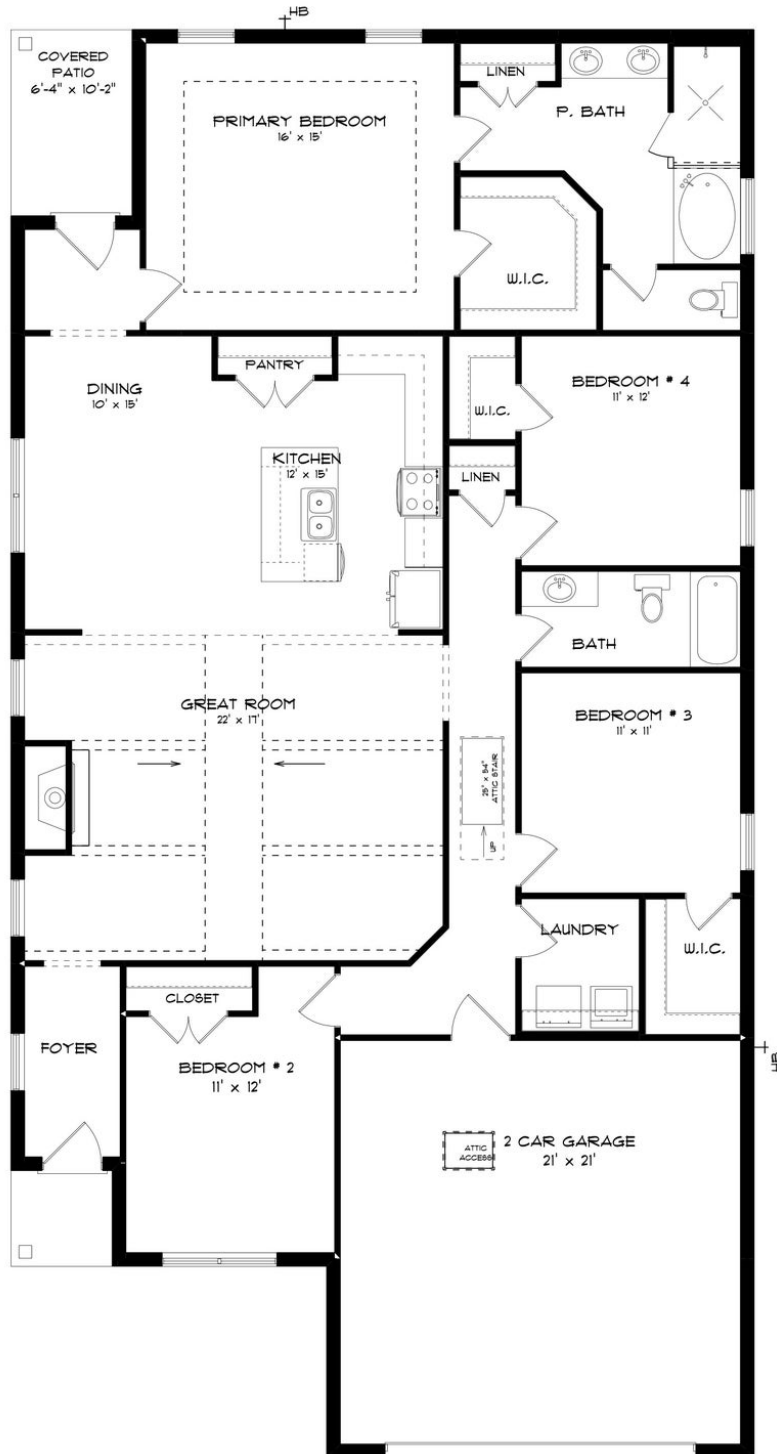 HB
COVERED
PATIO
6'-4" x 10'-2"
PRIMARY BEDROOM
16' x 15'
LINEN
P. BATH
W.I.C.
DINING
10' x 15'
PANTRY
KITCHEN
12' x 15'
W.I.C.
LINEN
BEDROOM # 4
11' x 12'
BATH
GREAT ROOM
22' x 17'
BEDROOM # 3
11' x 11'
25" x 54"
ATTIC STAIR
UP
LAUNDRY
W.I.C.
CLOSET
FOYER
BEDROOM # 2
11' x 12'
HB
ATTIC
ACCESS
2 CAR GARAGE
21' x 21'